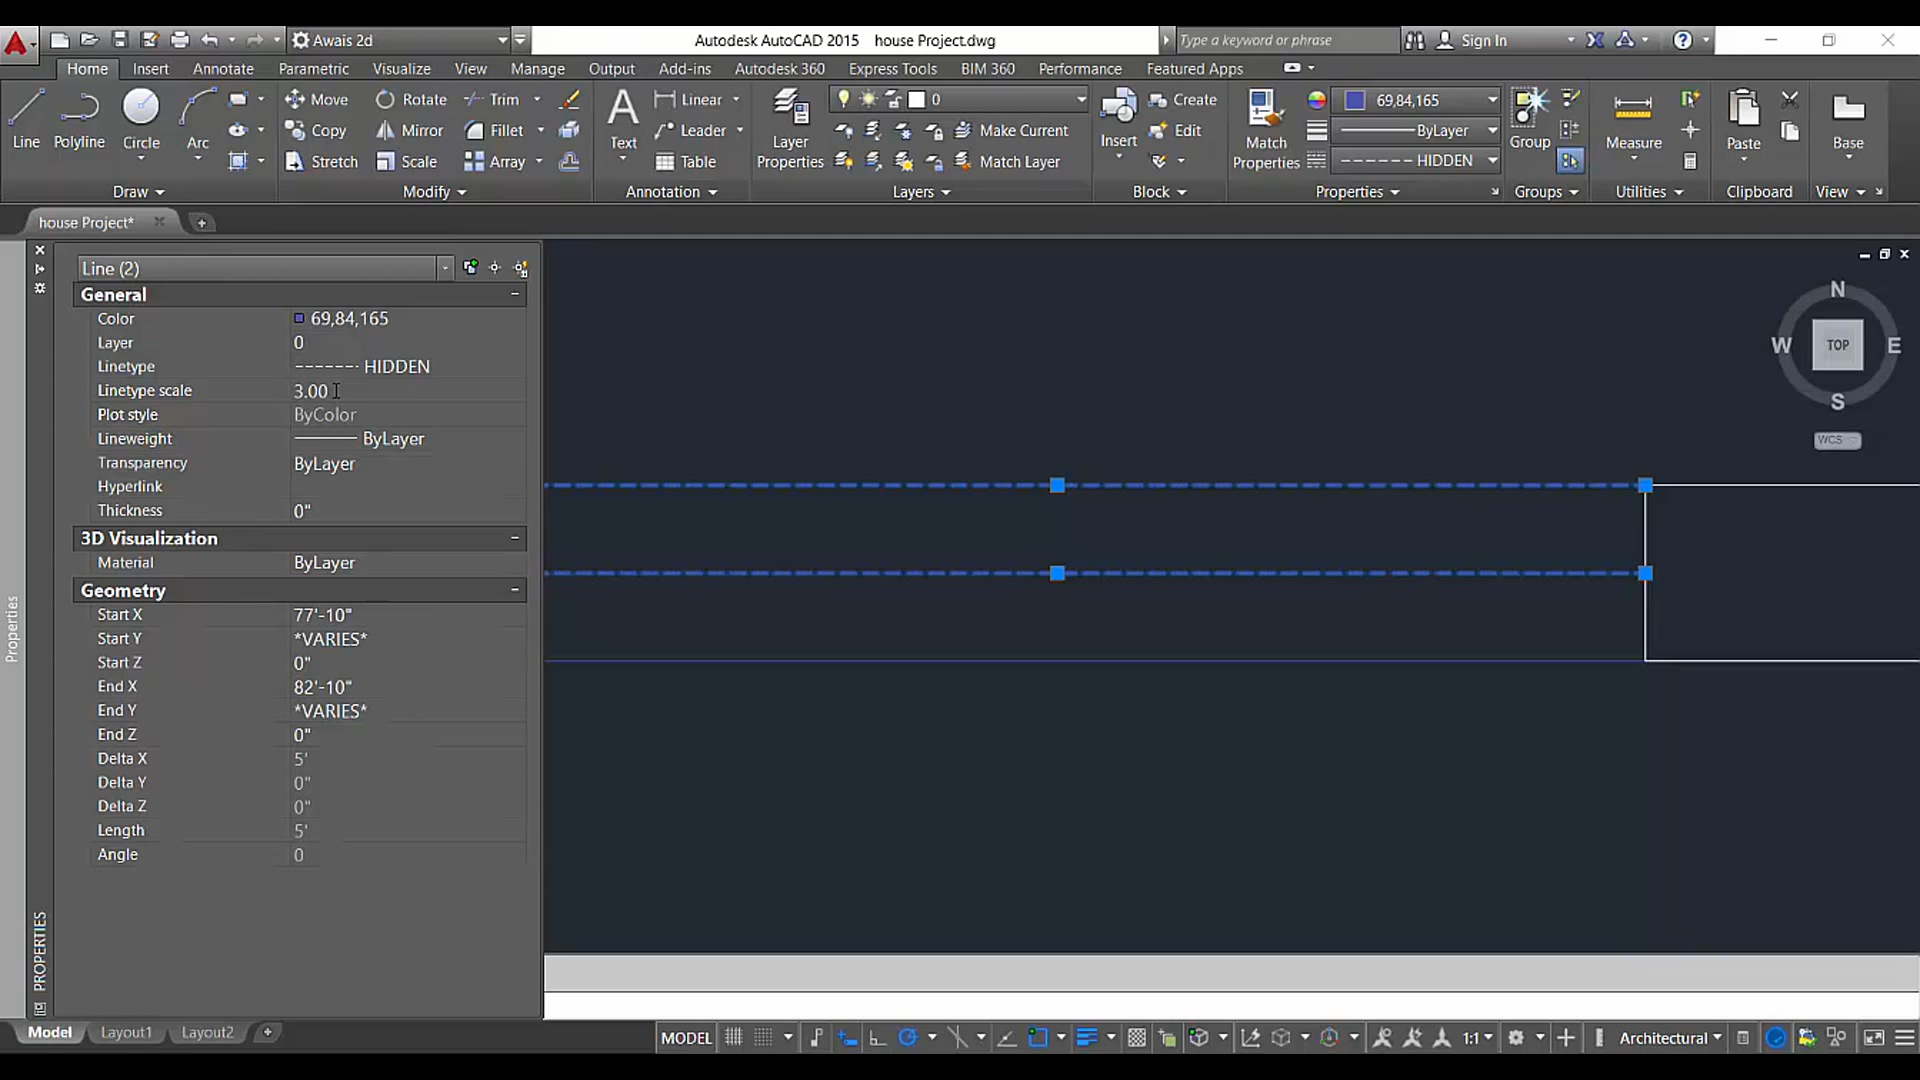 Awais 2d
Autodesk AutoCAD 2015 house Project.dwg
Type a keyword or phrase
Sign In
Home Insert Annotate Parametric Visualize View Manage Output Add-ins Autodesk 360 Express Tools BIM 360 Performance Featured Apps
Line Polyline Circle Arc
Move Rotate Trim
Copy Mirror Fillet
Stretch Scale Array
Text
Linear
Leader
Table
Layer Properties
0
Make Current
Match Layer
Insert
Create
Edit
Match Properties
69,84,165
ByLayer
HIDDEN
Group
Measure
Paste
Base
Draw Modify Annotation Layers Block Properties Groups Utilities Clipboard View
house Project*
Line (2)
General
Color 69,84,165
Layer 0
Linetype HIDDEN
Linetype scale 3.00
Plot style ByColor
Lineweight ByLayer
Transparency ByLayer
Hyperlink
Thickness 0"
3D Visualization
Material ByLayer
Geometry
Start X 77'-10"
Start Y *VARIES*
Start Z 0"
End X 82'-10"
End Y *VARIES*
End Z 0"
Delta X 5'
Delta Y 0"
Delta Z 0"
Length 5'
Angle 0
Properties
PROPERTIES
N
W TOP E
S
WCS
Model Layout1 Layout2
MODEL 1:1 Architectural